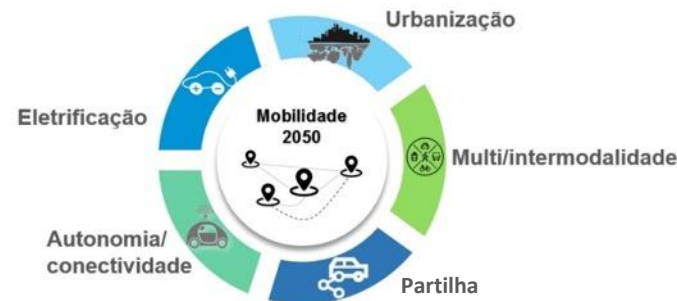 Urbanização
Eletrificação
Mobilidade
2050
Multi/intermodalidade
Autonomia/
conectividade
Partilha